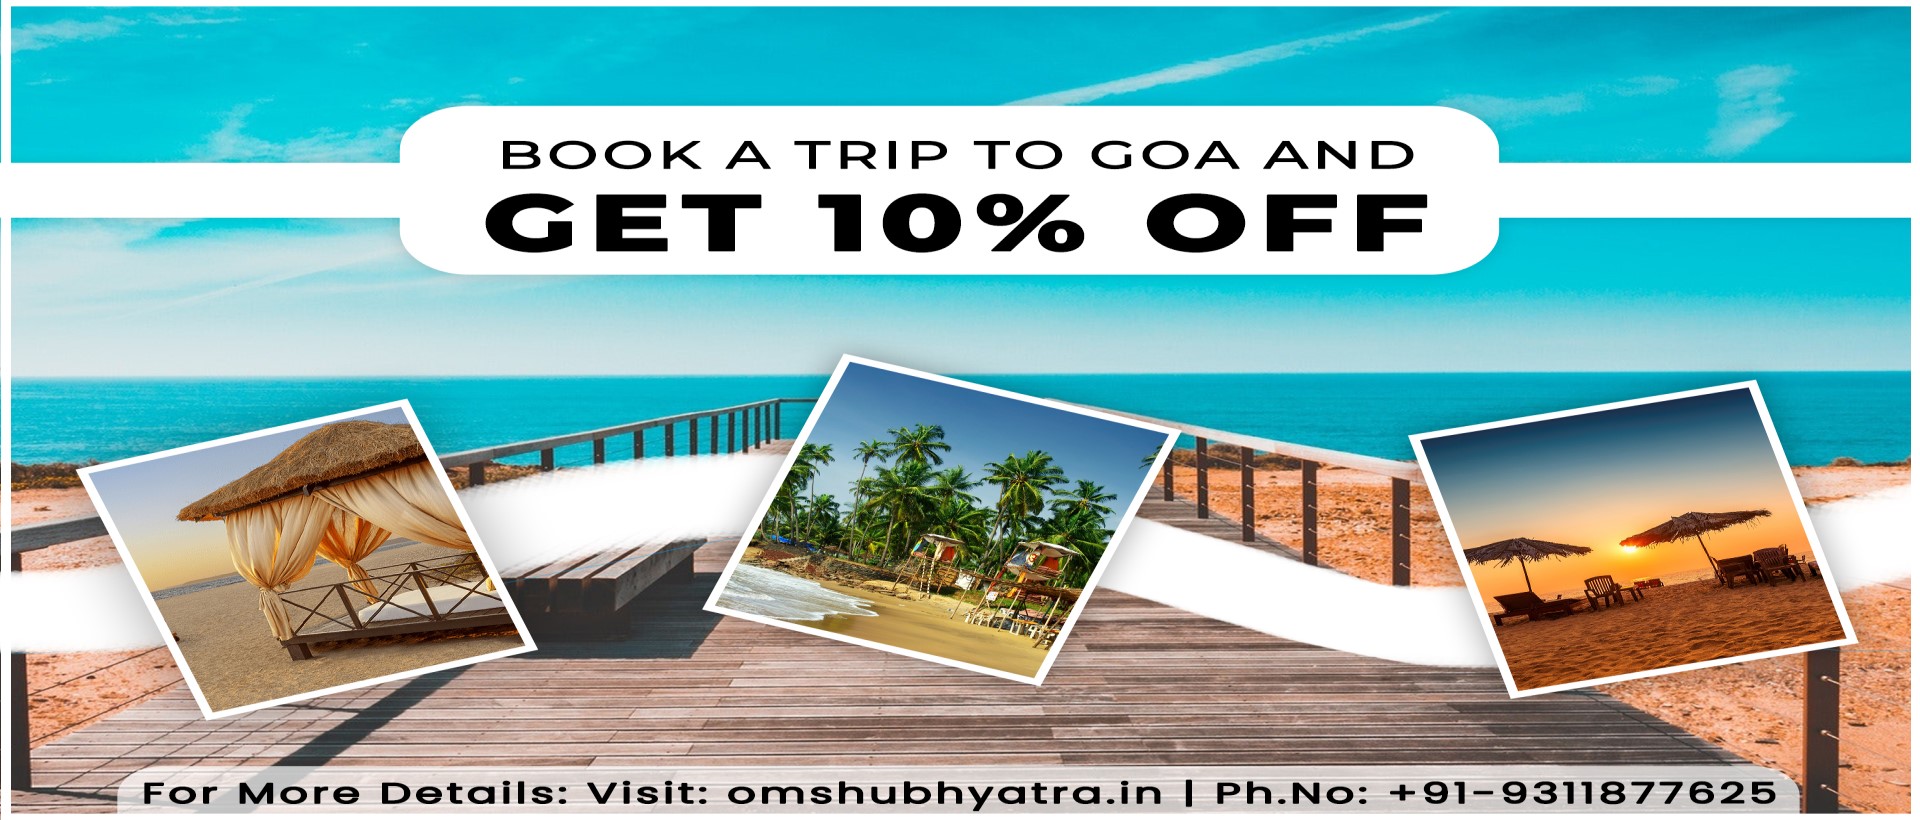 BOOK A TRIP TO GOA AND
GET 10% OFF
For More Details: Visit: omshubhyatra.in | Ph.No: +91-9311877625